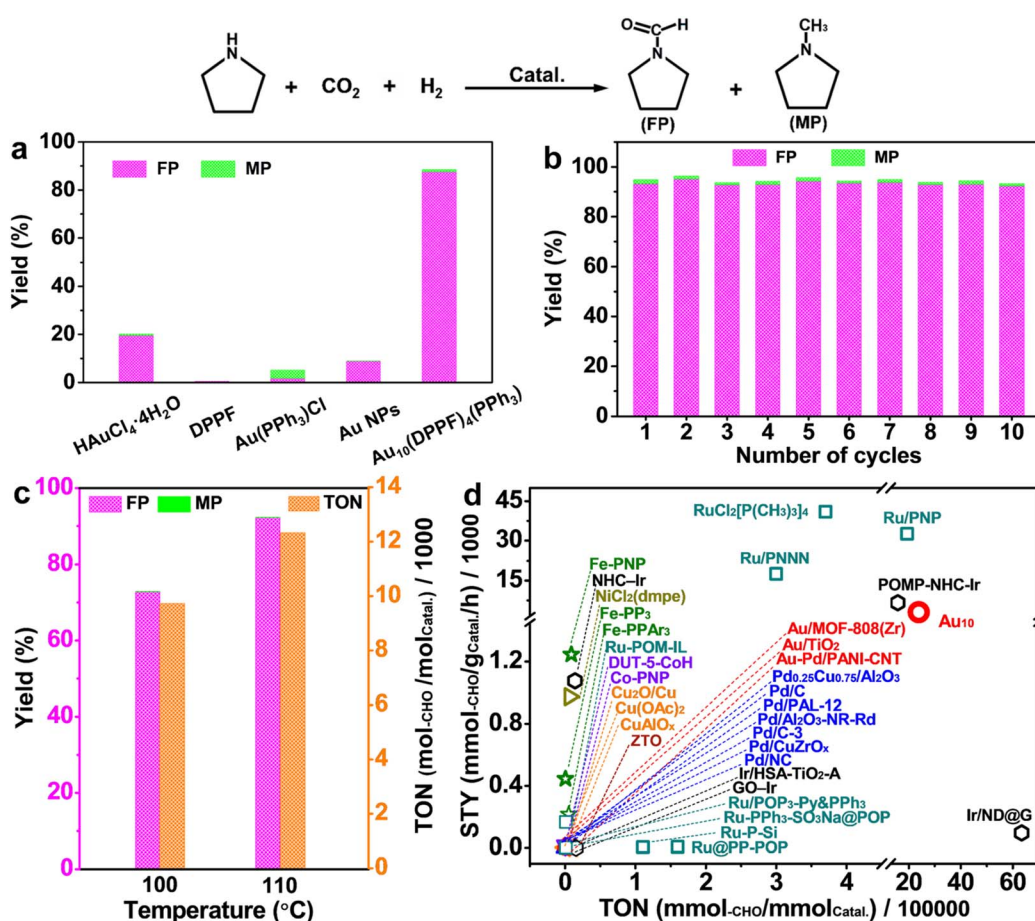 H
N
+ CO2 + H2
Catal.
O H
C
N
(FP)
+
CH3
N
(MP)
a
FP MP
Yield (%)
100
80
60
40
20
0
HAuCl4·4H2O
DPPF
Au(PPh3)Cl
Au NPs
Au10(DPPF)4(PPh3)
b
FP MP
Yield (%)
100
80
60
40
20
0
1 2 3 4 5 6 7 8 9 10
Number of cycles
c
FP MP TON
Yield (%)
100
80
60
40
20
0
100 110
Temperature (°C)
14
12
10
8
6
4
2
0
TON (mol-CHO /molCatal.) / 1000
d
STY (mmol-CHO/gCatal./h) / 1000
45
30
15
1.2
0.8
0.4
0.0
RuCl2[P(CH3)3]4
Ru/PNP
Ru/PNNN
POMP-NHC-Ir
Au10
Fe-PNP
NHC–Ir
NiCl2(dmpe)
Fe-PP3
Fe-PPAr3
Ru-POM-IL
DUT-5-CoH
Co-PNP
Cu2O/Cu
Cu(OAc)2
CuAlOx
ZTO
Au/MOF-808(Zr)
Au/TiO2
Au-Pd/PANI-CNT
Pd0.25Cu0.75/Al2O3
Pd/C
Pd/PAL-12
Pd/Al2O3-NR-Rd
Pd/C-3
Pd/CuZrOx
Pd/NC
Ir/HSA-TiO2-A
GO–Ir
Ru/POP3-Py&PPh3
Ru-PPh3-SO3Na@POP
Ru-P-Si
Ru@PP-POP
Ir/ND@G
0 1 2 3 4 20 40 60
TON (mmol-CHO/mmolCatal.) / 100000